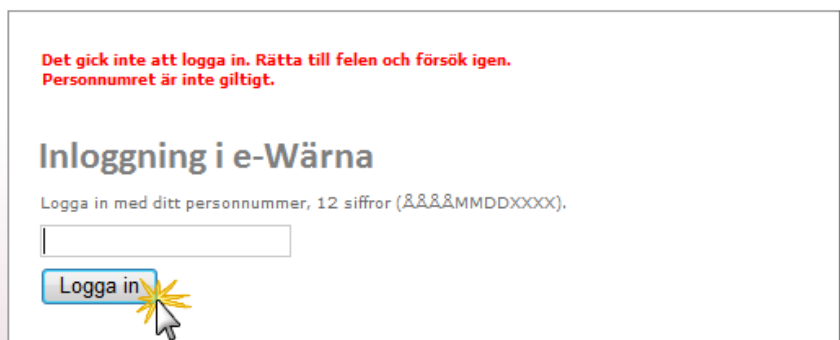 Det gick inte att logga in. Rätta till felen och försök igen.
Personnumret är inte giltigt.
Inloggning i e-Wärna
Logga in med ditt personnummer, 12 siffror (ÅÅÅÅMMDDXXXX).
Logga in